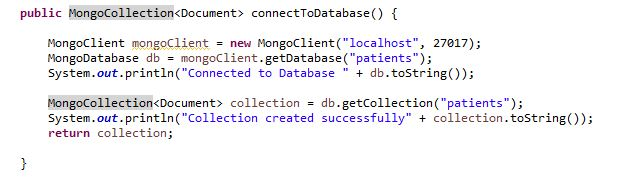 public MongoCollection<Document> connectToDatabase() {
MongoClient mongoClient = new MongoClient("localhost", 27017);
MongoDatabase db = mongoClient.getDatabase("patients");
System.out.println("Connected to Database " + db.toString());
MongoCollection<Document> collection = db.getCollection("patients");
System.out.println("Collection created successfully" + collection.toString());
return collection;
}